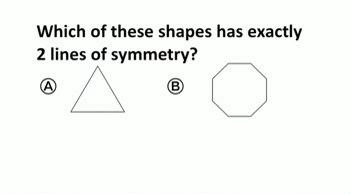 Which of these shapes has exactly
2 lines of symmetry?
A B